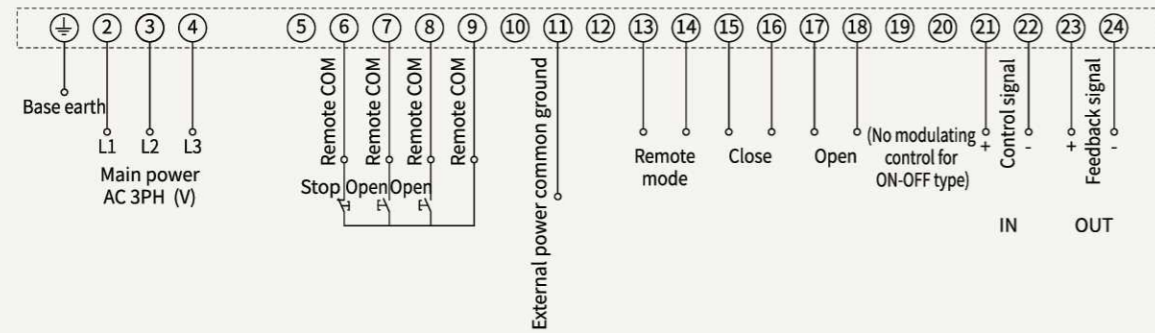 2 3 4 5 6 7 8 9 10 11 12 13 14 15 16 17 18 19 20 21 22 23 24
Base earth
L1 L2 L3
Main power
AC 3PH (V)
Remote COM
Remote COM
Remote COM
Remote COM
Stop Open Open
External power common ground
Remote
mode
Close
Open
(No modulating
control for
ON-OFF type)
+ Control signal -
IN
+ Feedback signal -
OUT